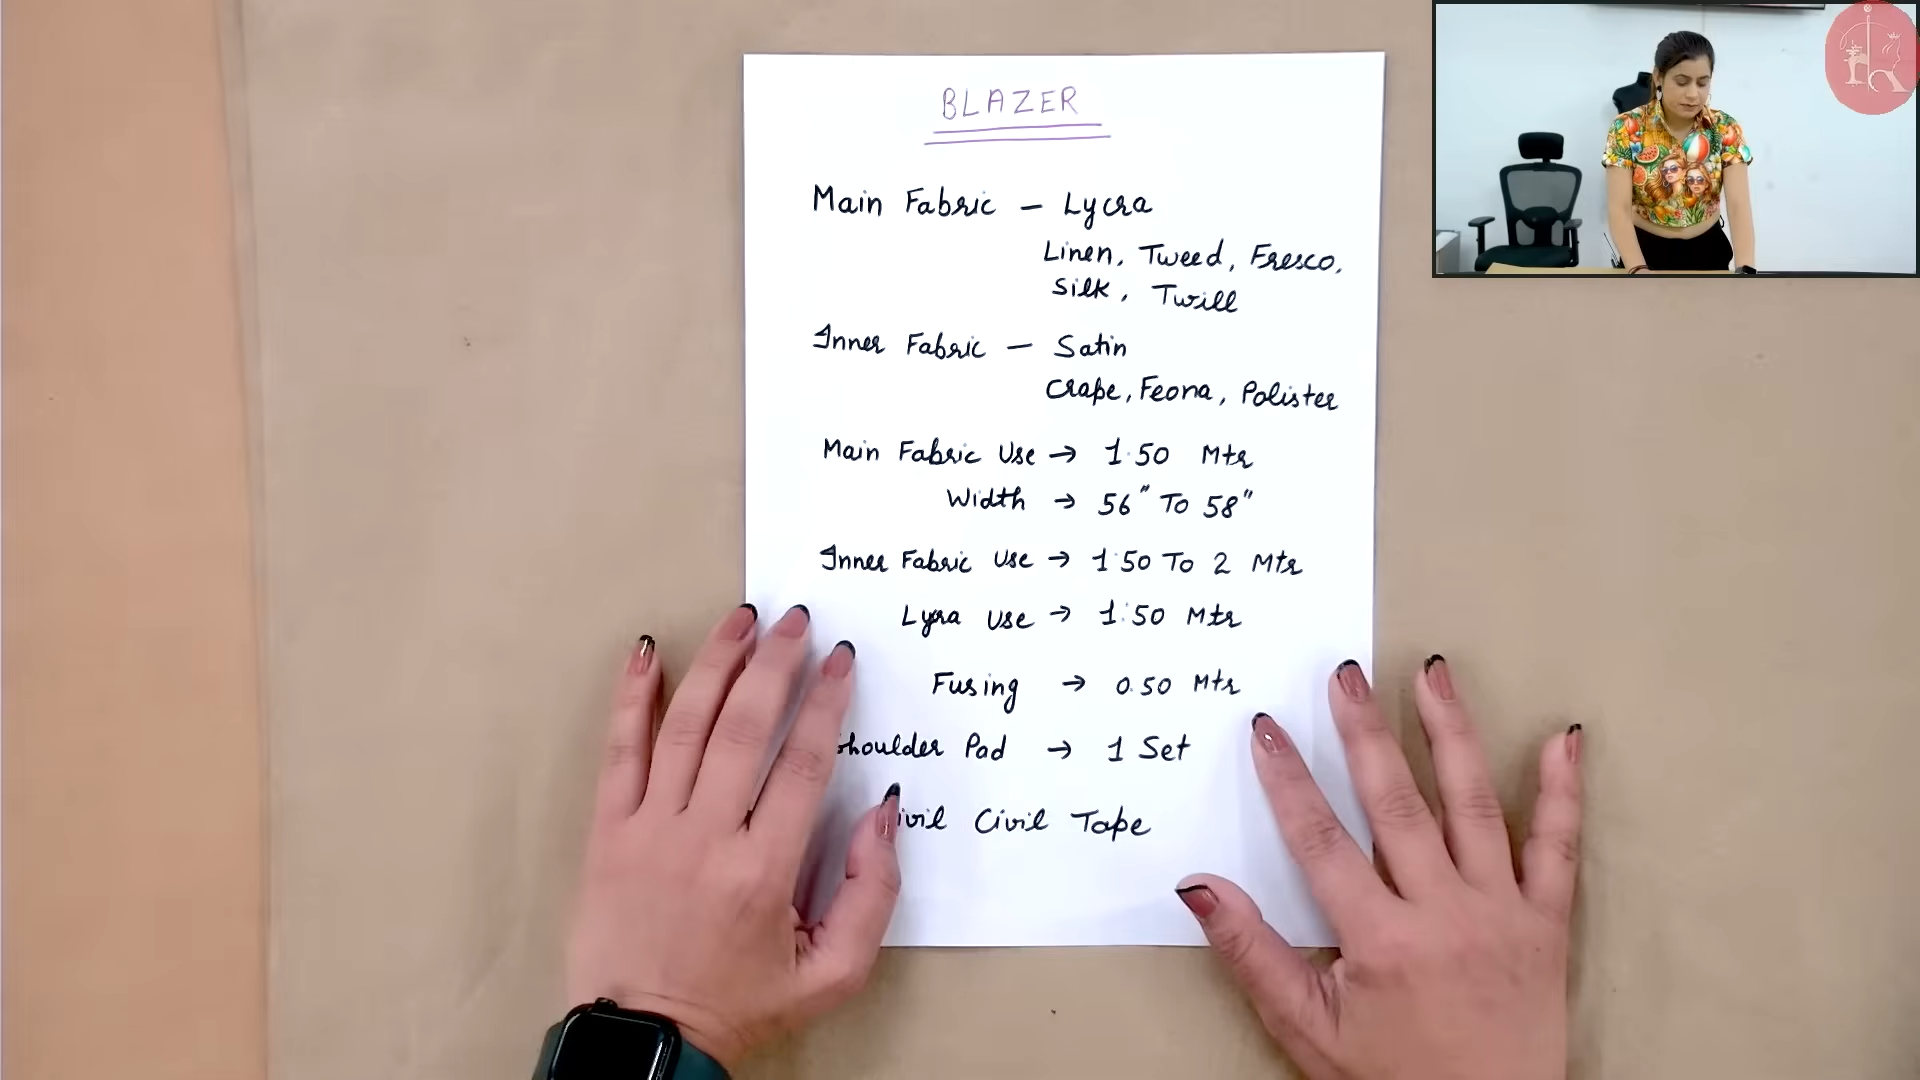 BLAZER
Main Fabric — Lycra
Linen, Tweed, Fresco,
Silk, Twill
Inner Fabric — Satin
Crape, Feona, Polister
Main Fabric Use → 1.50 Mtr
Width → 56" To 58"
Inner Fabric Use → 1.50 To 2 Mtr
Lyra Use → 1.50 Mtr
Fusing → 0.50 Mtr
Shoulder Pad → 1 Set
Civil Tape